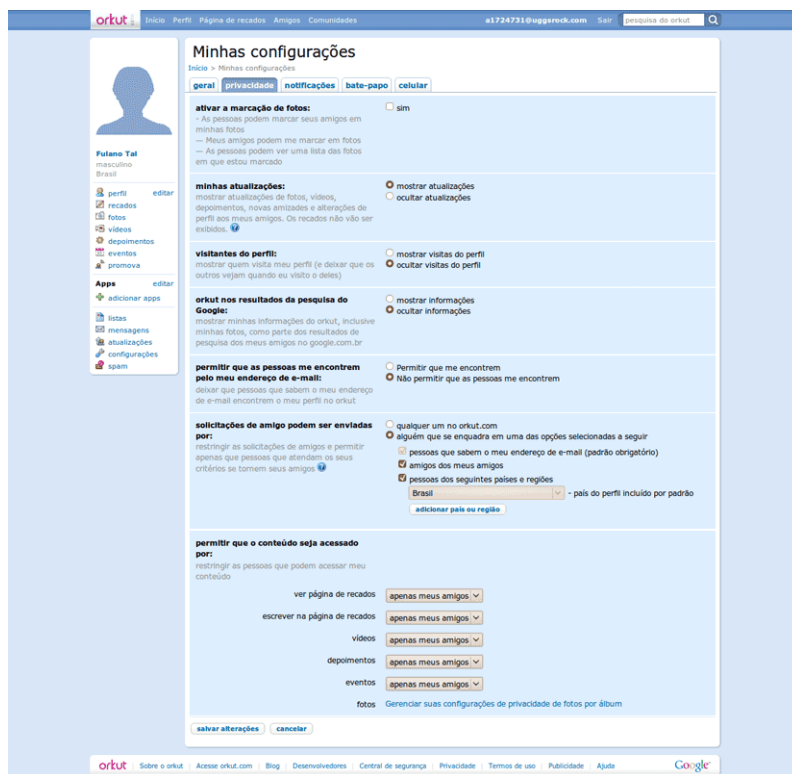 orkut Início Perfil Página de recados Amigos Comunidades a1724731@uggsrock.com Sair pesquisa do orkut
Minhas configurações
Início > Minhas configurações
geral privacidade notificações bate-papo celular
Fulano Tal
masculino
Brasil
perfil editar
recados
fotos
vídeos
depoimentos
eventos
promova
Apps editar
adicionar apps
listas
mensagens
atualizações
configurações
spam
ativar a marcação de fotos:
- As pessoas podem marcar seus amigos em
minhas fotos
— Meus amigos podem me marcar em fotos
— As pessoas podem ver uma lista das fotos
em que estou marcado
sim
minhas atualizações:
mostrar atualizações de fotos, vídeos,
depoimentos, novas amizades e alterações de
perfil aos meus amigos. Os recados não vão ser
exibidos.
mostrar atualizações
ocultar atualizações
visitantes do perfil:
mostrar quem visita meu perfil (e deixar que os
outros vejam quando eu visito o deles)
mostrar visitas do perfil
ocultar visitas do perfil
orkut nos resultados da pesquisa do
Google:
mostrar minhas informações do orkut, inclusive
minhas fotos, como parte dos resultados de
pesquisa dos meus amigos no google.com.br
mostrar informações
ocultar informações
permitir que as pessoas me encontrem
pelo meu endereço de e-mail:
deixar que pessoas que sabem o meu endereço
de e-mail encontrem o meu perfil no orkut
Permitir que me encontrem
Não permitir que as pessoas me encontrem
solicitações de amigo podem ser enviadas
por:
restringir as solicitações de amigos e permitir
apenas que pessoas que atendam os seus
critérios se tornem seus amigos
qualquer um no orkut.com
alguém que se enquadra em uma das opções selecionadas a seguir
pessoas que sabem o meu endereço de e-mail (padrão obrigatório)
amigos dos meus amigos
pessoas dos seguintes países e regiões
Brasil - país do perfil incluído por padrão
adicionar país ou região
permitir que o conteúdo seja acessado
por:
restringir as pessoas que podem acessar meu
conteúdo
ver página de recados apenas meus amigos
escrever na página de recados apenas meus amigos
vídeos apenas meus amigos
depoimentos apenas meus amigos
eventos apenas meus amigos
fotos Gerenciar suas configurações de privacidade de fotos por álbum
salvar alterações cancelar
orkut Sobre o orkut Acesse orkut.com Blog Desenvolvedores Central de segurança Privacidade Termos de uso Publicidade Ajuda Google